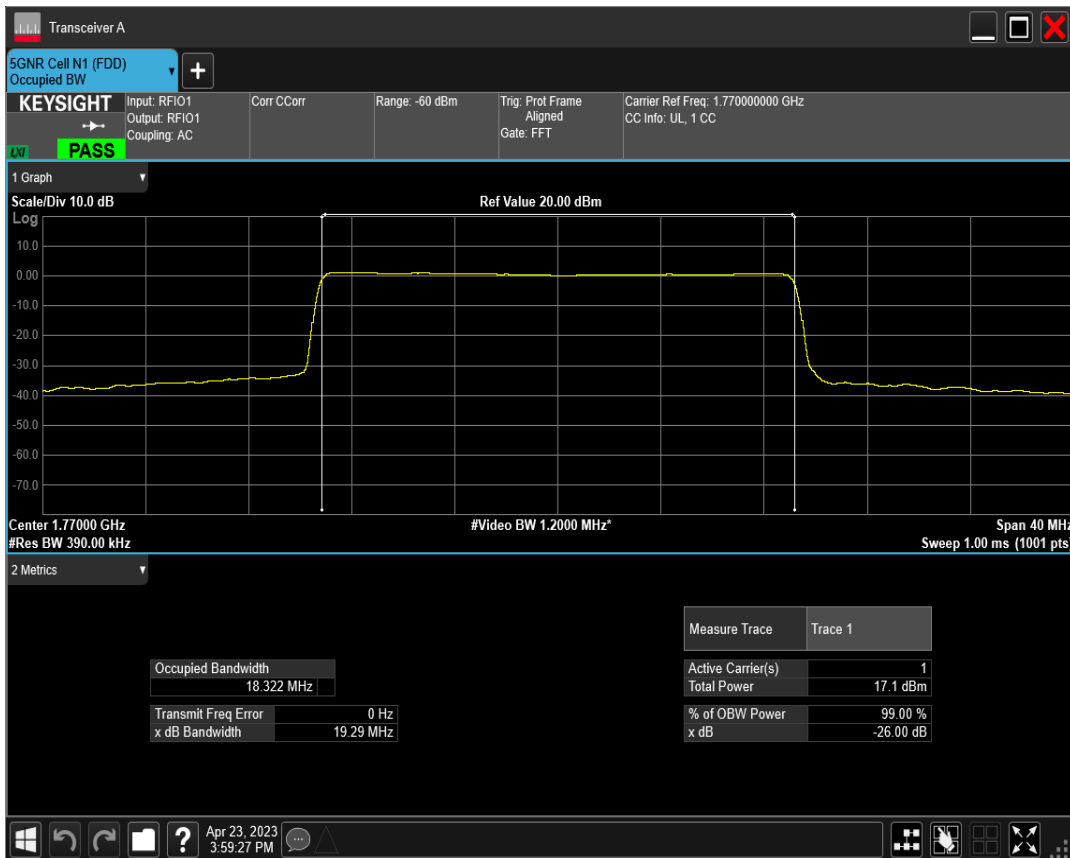 Transceiver A
5GNR Cell N1 (FDD)
Occupied BW
+
KEYSIGHT
LXI
PASS
Input: RFIO1
Output: RFIO1
Coupling: AC
Corr CCorr
Range: -60 dBm
Trig: Prot Frame
Aligned
Gate: FFT
Carrier Ref Freq: 1.770000000 GHz
CC Info: UL, 1 CC
1 Graph
Scale/Div 10.0 dB
Ref Value 20.00 dBm
Log
10.0
0.00
-10.0
-20.0
-30.0
-40.0
-50.0
-60.0
-70.0
Center 1.77000 GHz
#Video BW 1.2000 MHz*
Span 40 MHz
#Res BW 390.00 kHz
Sweep 1.00 ms (1001 pts)
2 Metrics
Measure Trace Trace 1
Occupied Bandwidth
18.322 MHz
Active Carrier(s) 1
Total Power 17.1 dBm
Transmit Freq Error 0 Hz
x dB Bandwidth 19.29 MHz
% of OBW Power 99.00 %
x dB -26.00 dB
?
Apr 23, 2023
3:59:27 PM